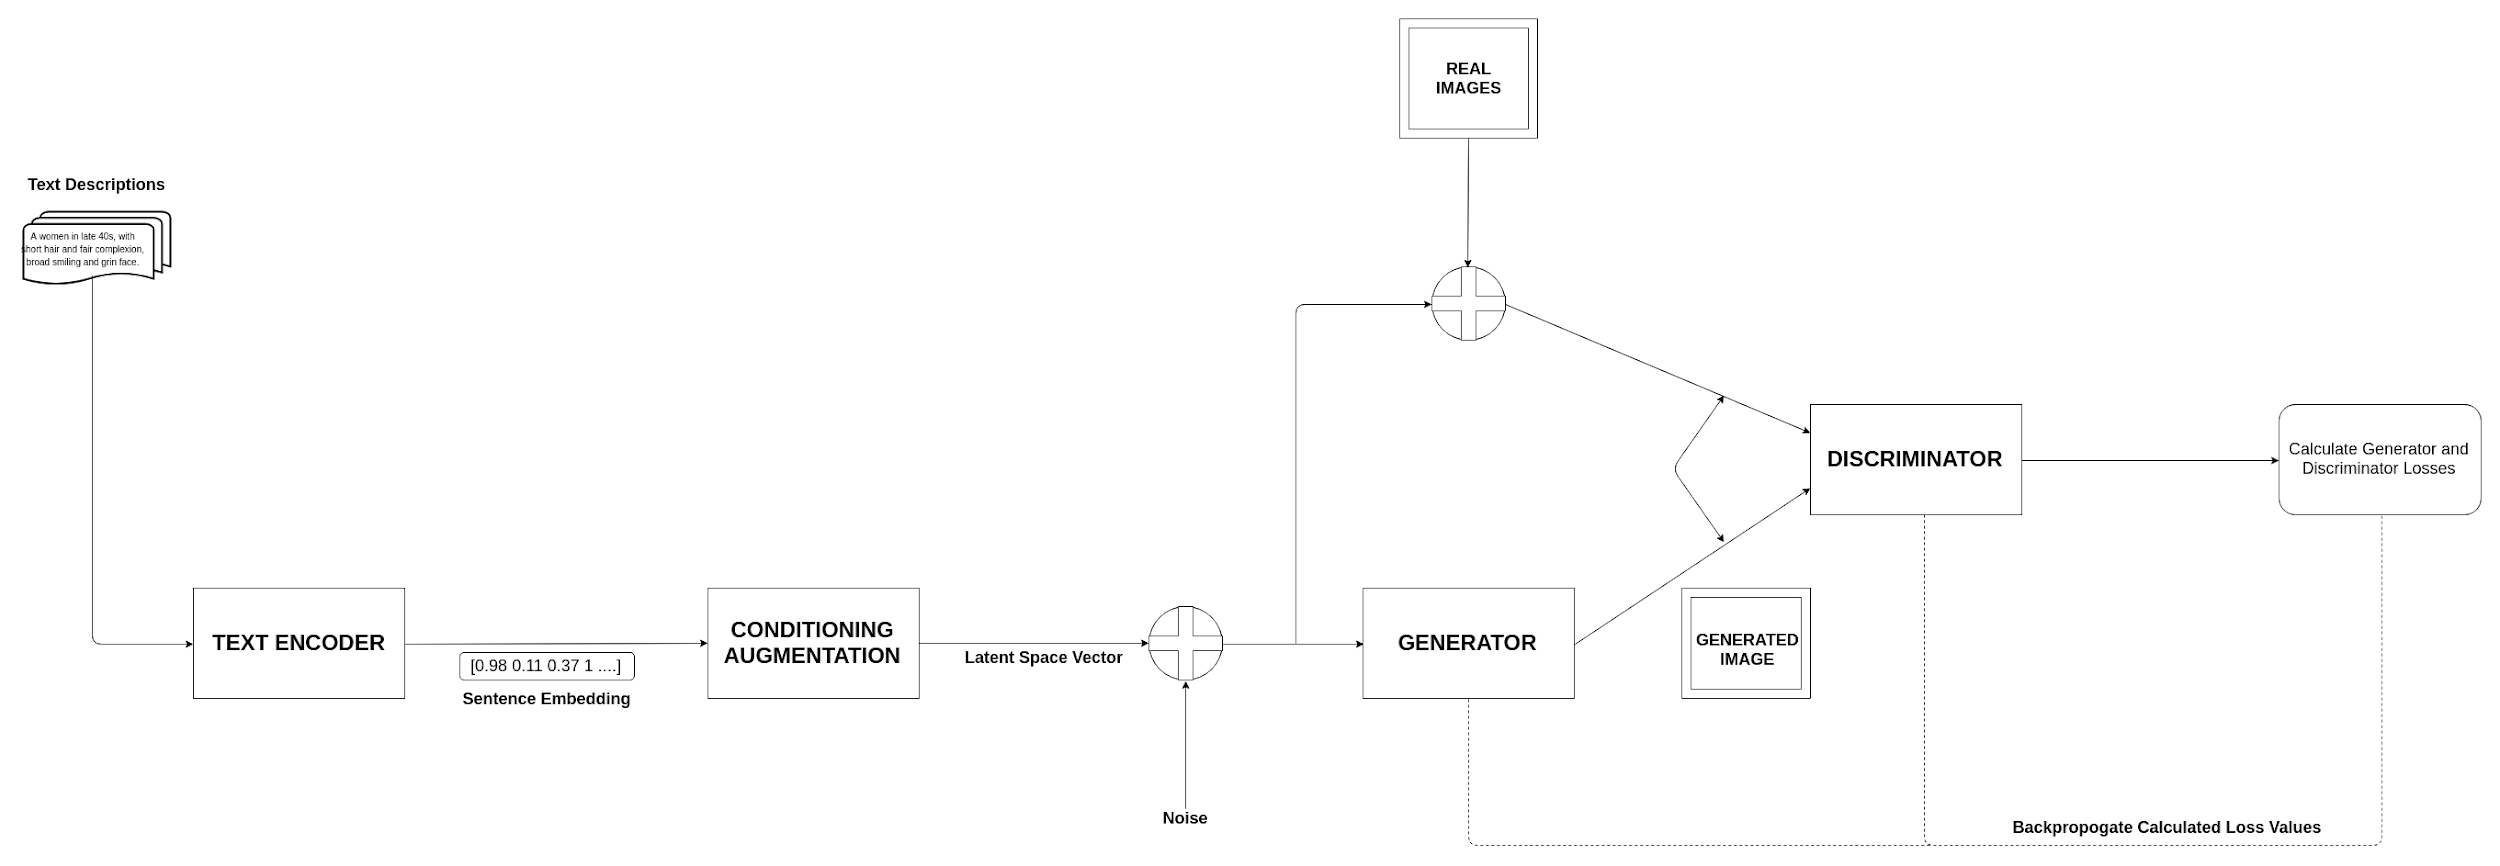 REAL
IMAGES
Text Descriptions
A women in late 40s, with
short hair and fair complexion,
broad smiling and grin face.
DISCRIMINATOR
Calculate Generator and
Discriminator Losses
TEXT ENCODER
[0.98 0.11 0.37 1 ....]
Sentence Embedding
CONDITIONING
AUGMENTATION
Latent Space Vector
Noise
GENERATOR
GENERATED
IMAGE
Backpropogate Calculated Loss Values